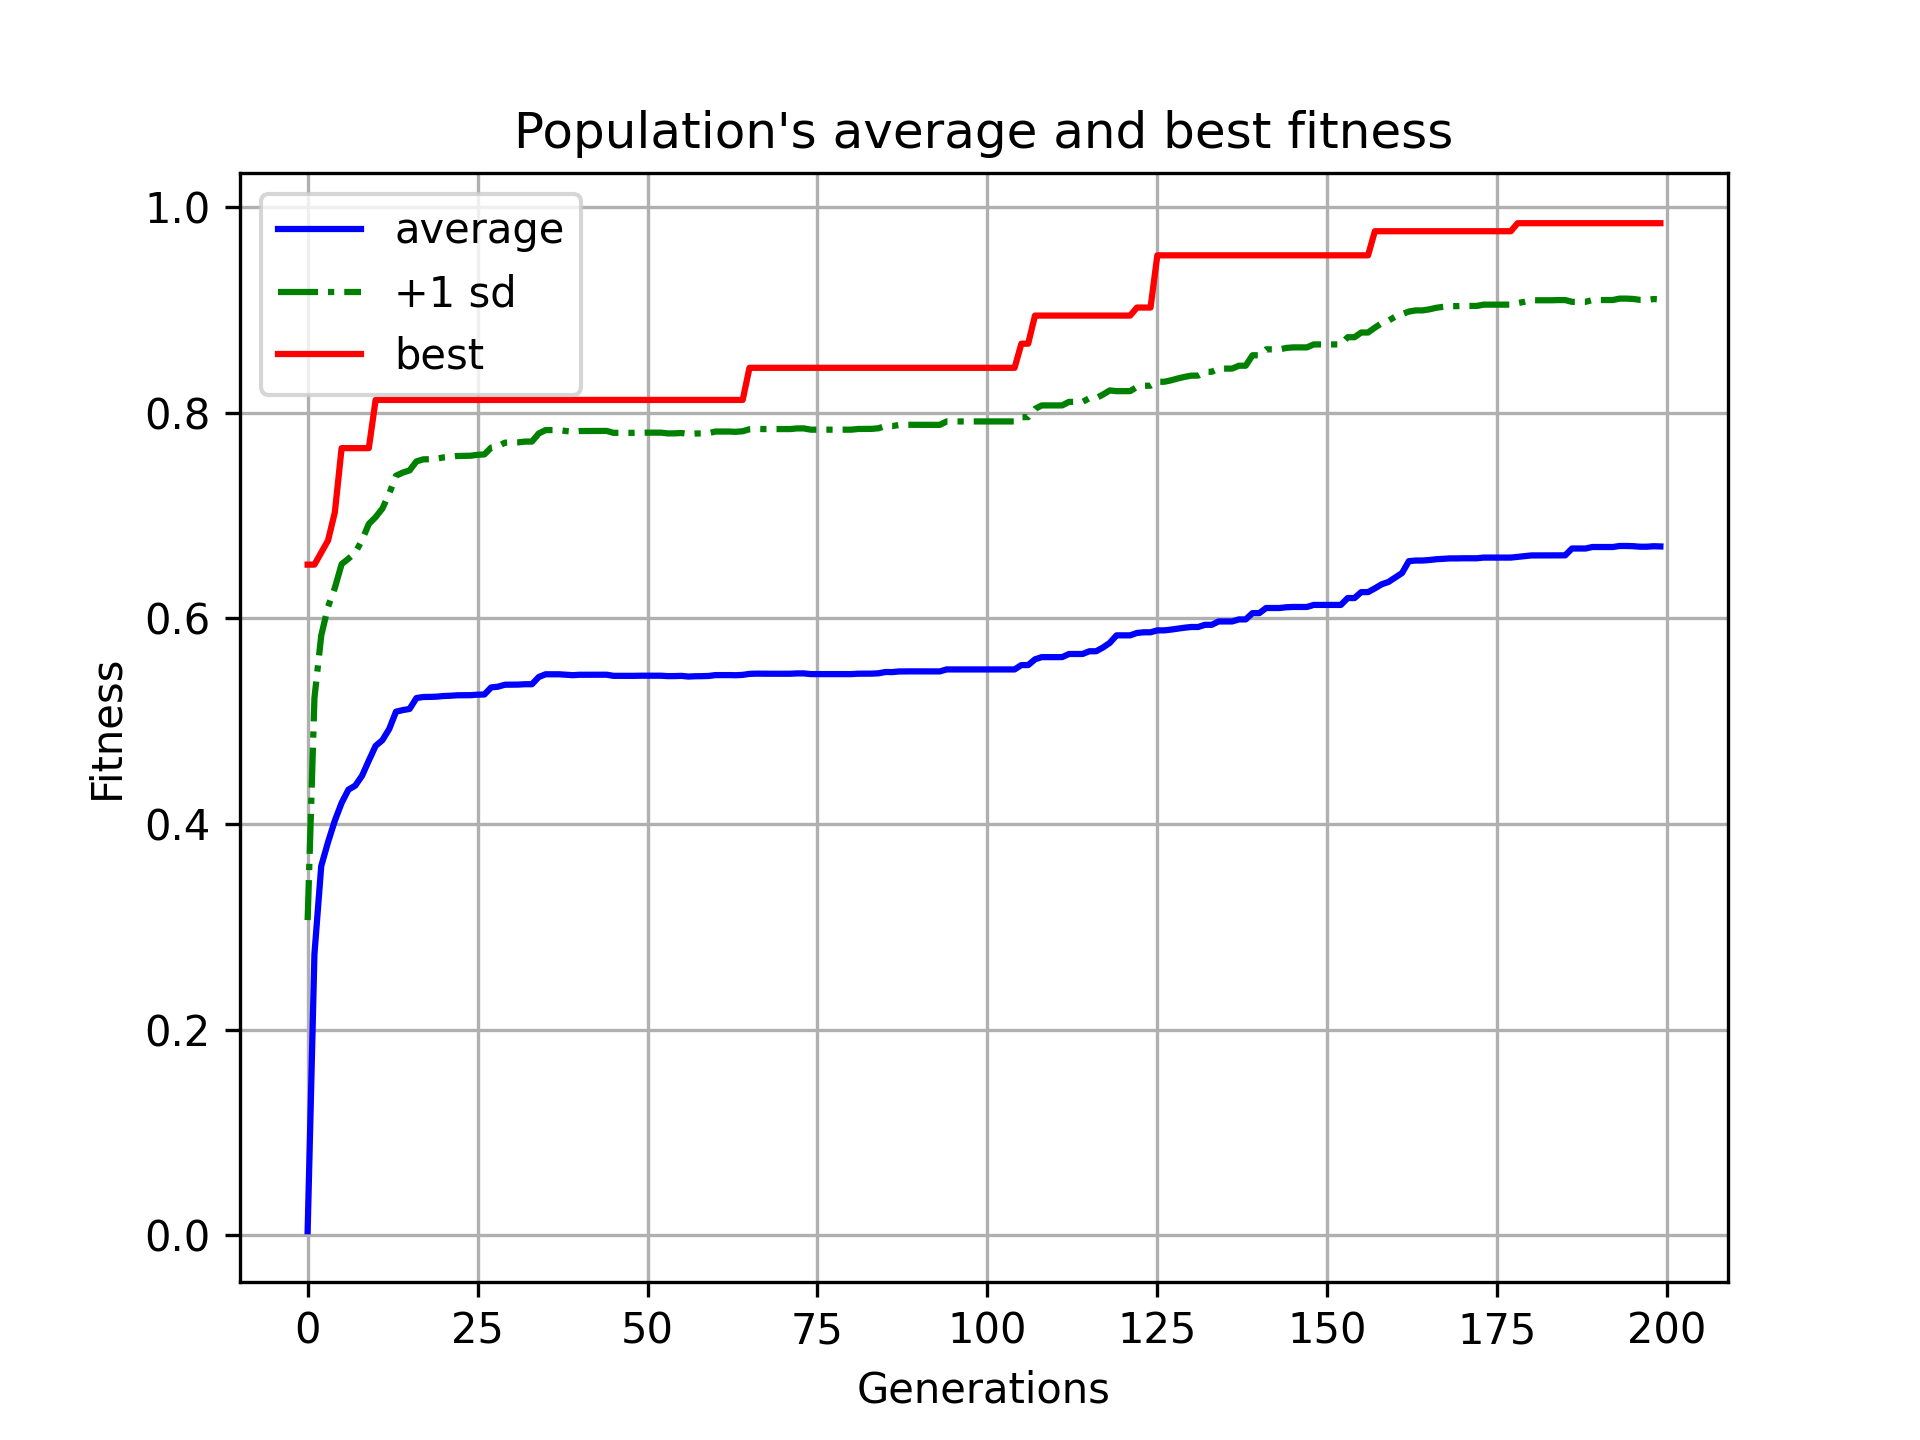 Population's average and best fitness
average
+1 sd
best
1.0
0.8
0.6
0.4
0.2
0.0
Fitness
0 25 50 75 100 125 150 175 200
Generations